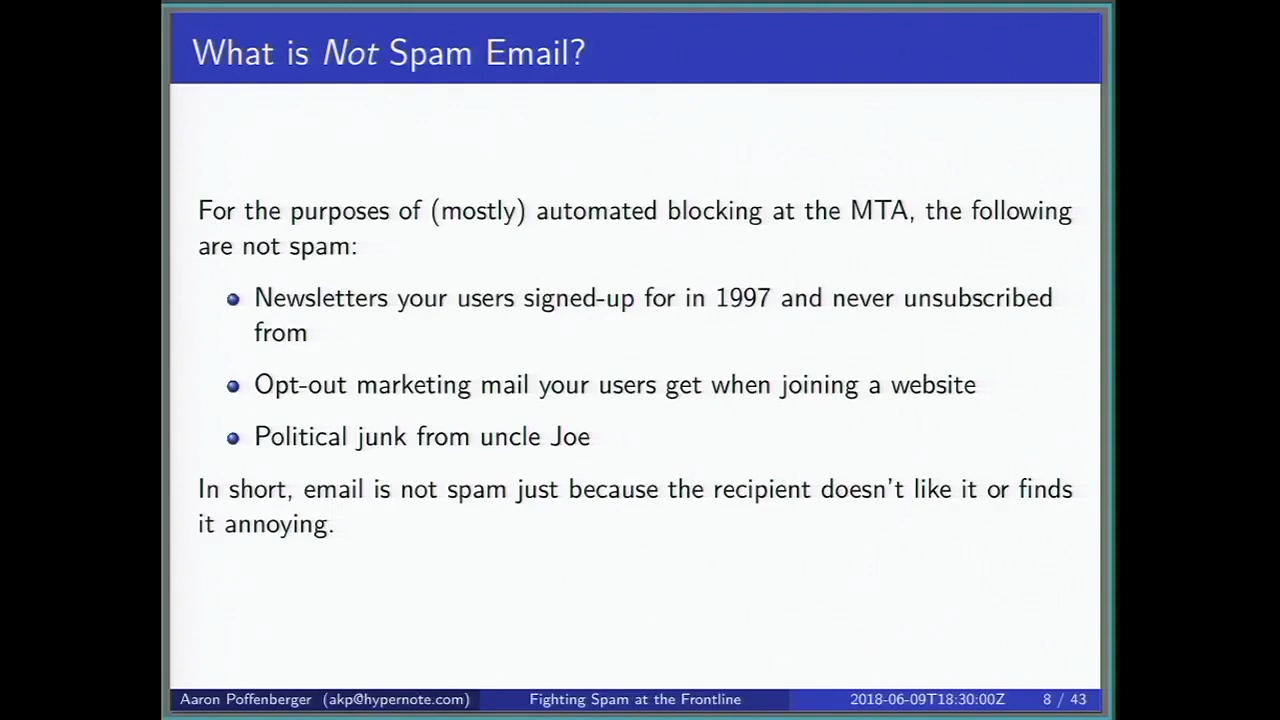 What is Not Spam Email?
For the purposes of (mostly) automated blocking at the MTA, the following
are not spam:
Newsletters your users signed-up for in 1997 and never unsubscribed
from
Opt-out marketing mail your users get when joining a website
Political junk from uncle Joe
In short, email is not spam just because the recipient doesn't like it or finds
it annoying.
Aaron Poffenberger (akp@hypernote.com) Fighting Spam at the Frontline 2018-06-09T18:30:00Z 8 / 43